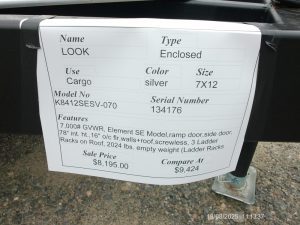 Name Type
LOOK Enclosed
Use Color Size
Cargo silver 7X12
Model No Serial Number
K8412SESV-070 134176
Features
7,000# GVWR, Element SE Model,ramp door,side door,
78" int. ht.,16" o/c flr,walls+roof,screwless, 3 Ladder
Racks on Roof, 2024 lbs. empty weight (Ladder Racks
Sale Price Compare At
$8,195.00 $9,424